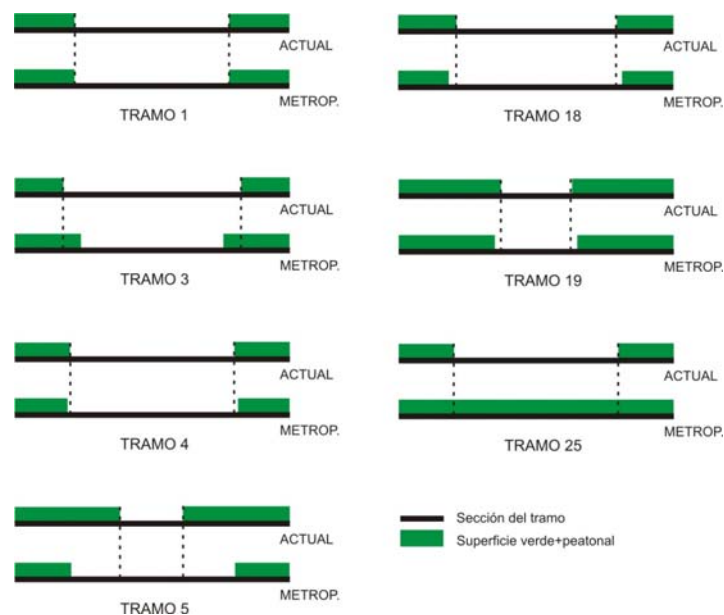 ACTUAL
METROP.
TRAMO 1
ACTUAL
METROP.
TRAMO 3
ACTUAL
METROP.
TRAMO 4
ACTUAL
METROP.
TRAMO 5
ACTUAL
METROP.
TRAMO 18
ACTUAL
METROP.
TRAMO 19
ACTUAL
METROP.
TRAMO 25
Sección del tramo
Superficie verde+peatonal